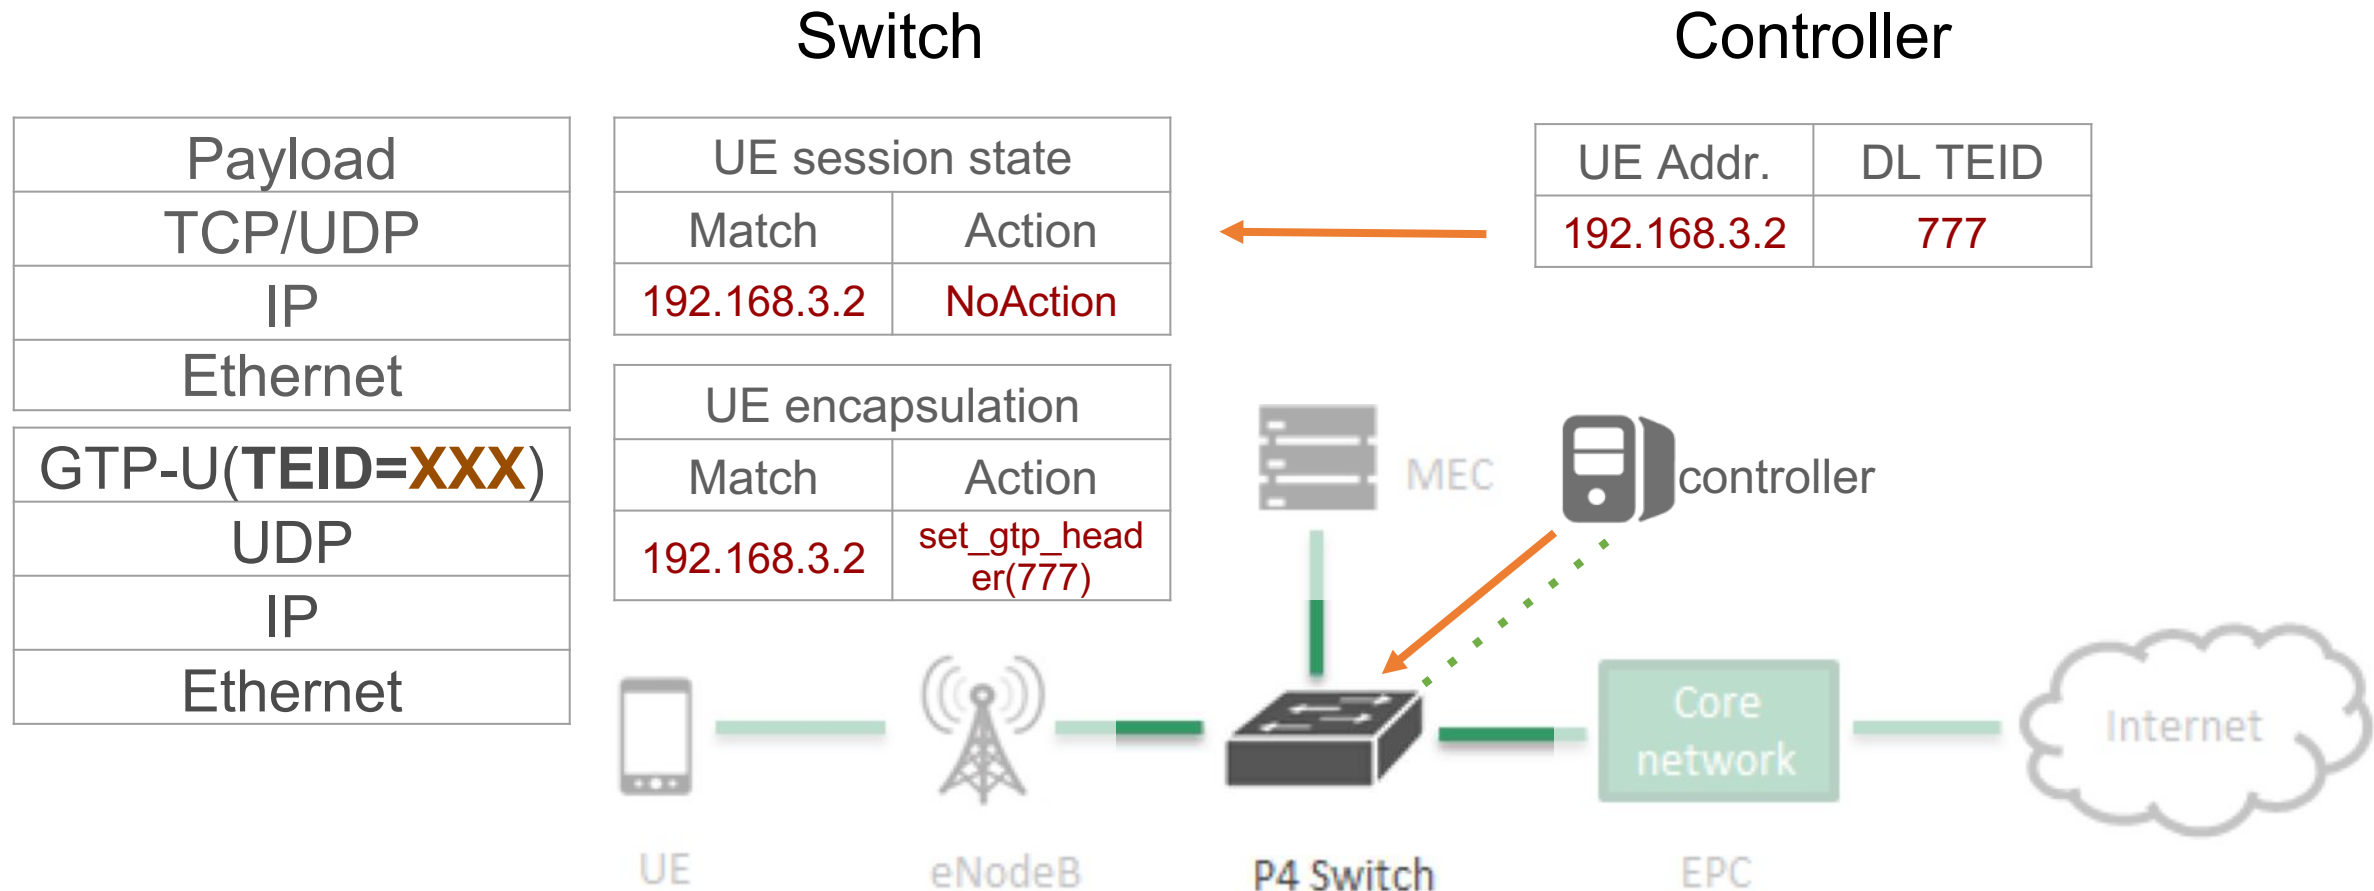 Switch
Controller
Payload
TCP/UDP
IP
Ethernet
GTP-U(TEID=XXX)
UDP
IP
Ethernet
UE session state
Match Action
192.168.3.2 NoAction
UE encapsulation
Match Action
192.168.3.2 set_gtp_head
er(777)
UE Addr. DL TEID
192.168.3.2 777
MEC
controller
Core
network
Internet
UE
eNodeB
P4 Switch
EPC